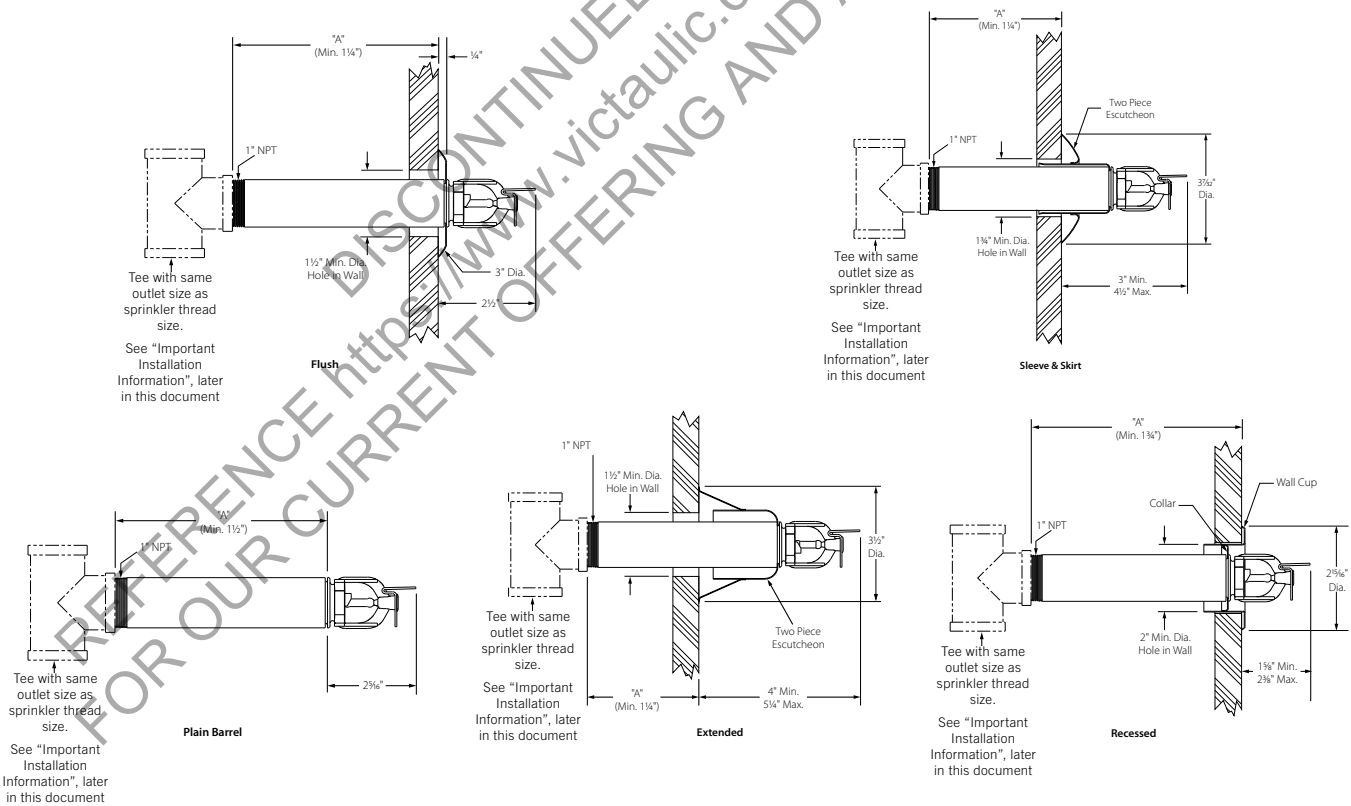 "A"
(Min. 1¼")
¼"
1" NPT
1½" Min. Dia.
Hole in Wall
3" Dia.
2½"
Tee with same
outlet size as
sprinkler thread
size.
See “Important
Installation
Information”, later
in this document
Flush
"A"
(Min. 1¼")
Two Piece
Escutcheon
1" NPT
3⁷⁄₃₂"
Dia.
1¾" Min. Dia.
Hole in Wall
3" Min.
4½" Max.
Tee with same
outlet size as
sprinkler thread
size.
See “Important
Installation
Information”, later
in this document
Sleeve & Skirt
"A"
(Min. 1½")
1" NPT
2⁵⁄₁₆"
Tee with same
outlet size as
sprinkler thread
size.
See “Important
Installation
Information”, later
in this document
Plain Barrel
1" NPT
1½" Min. Dia.
Hole in Wall
3½"
Dia.
Two Piece
Escutcheon
Tee with same
outlet size as
sprinkler thread
size.
See “Important
Installation
Information”, later
in this document
"A"
(Min. 1¼")
4" Min.
5¼" Max.
Extended
"A"
(Min. 1¾")
Wall Cup
Collar
1" NPT
2¹⁵⁄₁₆"
Dia.
2" Min. Dia.
Hole in Wall
1⅝" Min.
2⅜" Max.
Tee with same
outlet size as
sprinkler thread
size.
See “Important
Installation
Information”, later
in this document
Recessed
DISCONTINUED
REFERENCE https://www.victaulic.c
FOR OUR CURRENT OFFERING AND